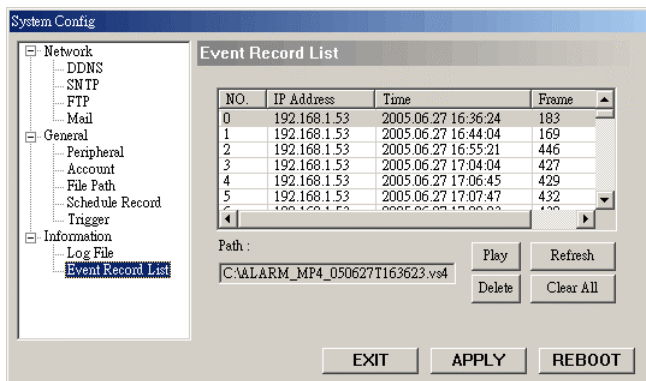 System Config
Network
DDNS
SNTP
FTP
Mail
General
Peripheral
Account
File Path
Schedule Record
Trigger
Information
Log File
Event Record List
Event Record List
NO. IP Address Time Frame
0 192.168.1.53 2005.06.27 16:36:24 183
1 192.168.1.53 2005.06.27 16:44:04 169
2 192.168.1.53 2005.06.27 16:55:21 446
3 192.168.1.53 2005.06.27 17:04:04 427
4 192.168.1.53 2005.06.27 17:06:45 429
5 192.168.1.53 2005.06.27 17:07:47 432
Path :
C:\ALARM_MP4_050627T163623.vs4
Play
Refresh
Delete
Clear All
EXIT
APPLY
REBOOT